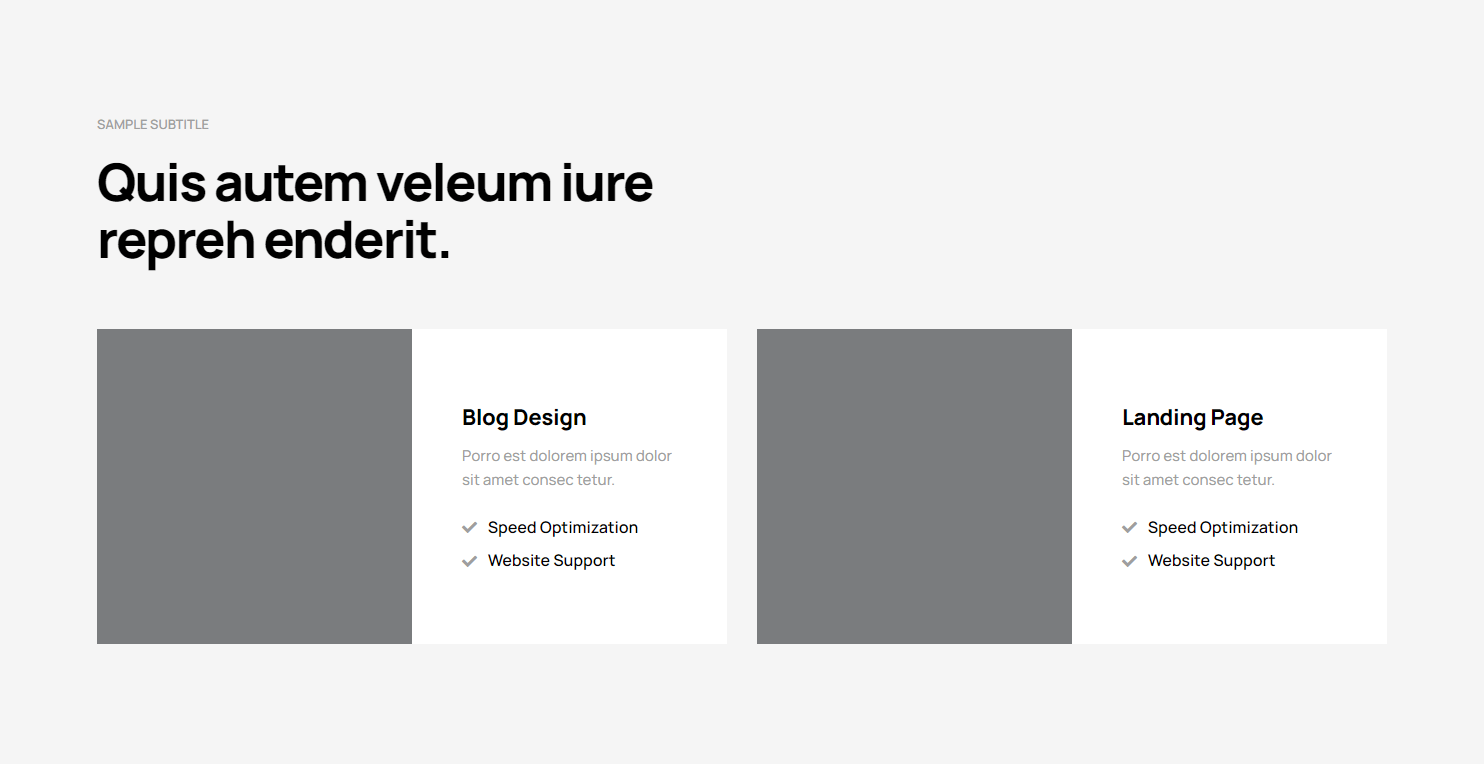 SAMPLE SUBTITLE
Quis autem veleum iure
repreh enderit.
Blog Design
Porro est dolorem ipsum dolor
sit amet consec tetur.
Speed Optimization
Website Support
Landing Page
Porro est dolorem ipsum dolor
sit amet consec tetur.
Speed Optimization
Website Support